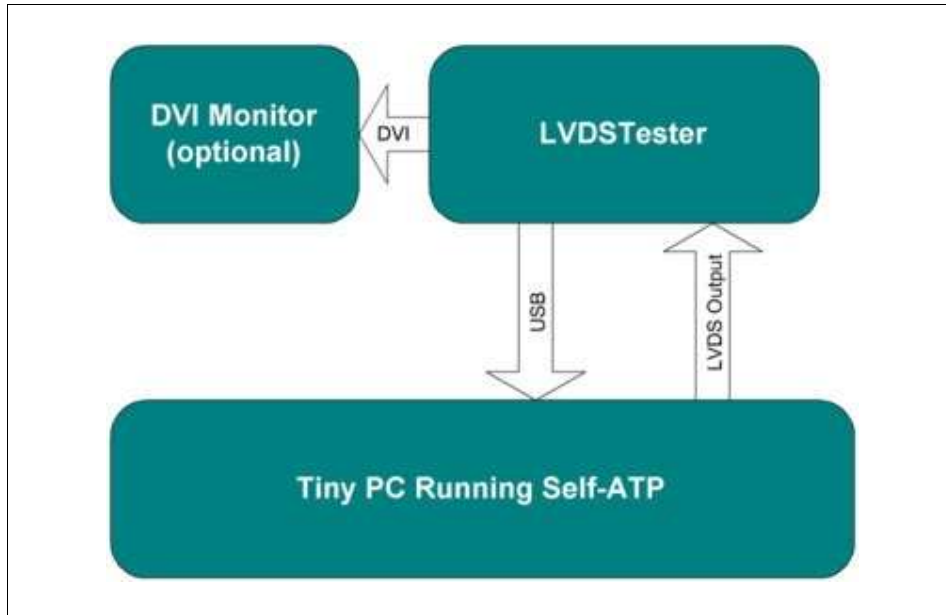 DVI Monitor
(optional)
DVI
LVDSTester
USB
LVDS Output
Tiny PC Running Self-ATP